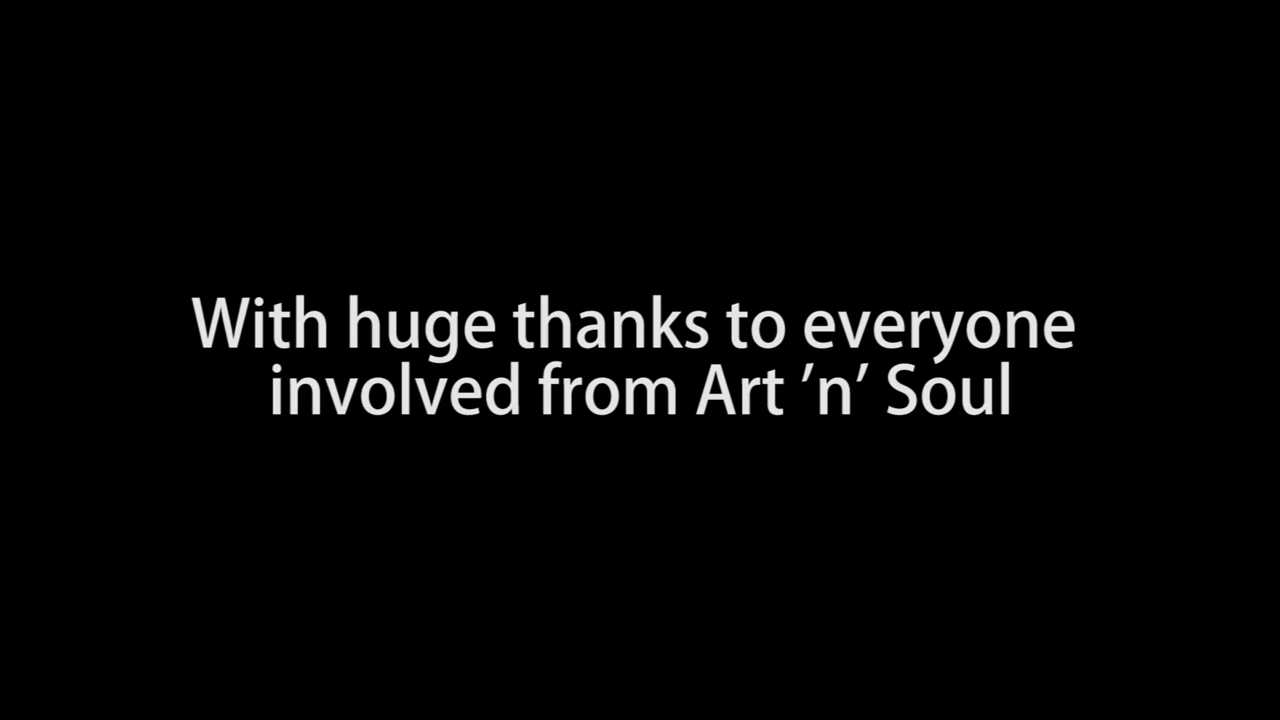 With huge thanks to everyone
involved from Art ’n’ Soul